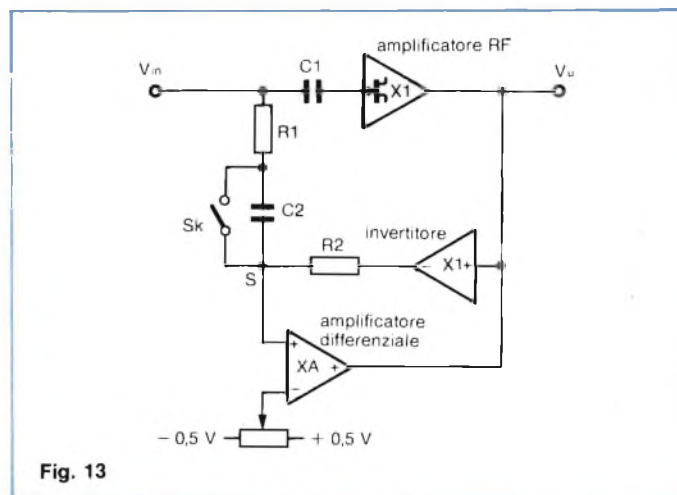 amplificatore RF
Vin
C1
X1
Vu
R1
Sk
C2
invertitore
R2
X1+
−
S
amplificatore
differenziale
+
XA
+
−
− 0,5 V
+ 0,5 V
Fig. 13